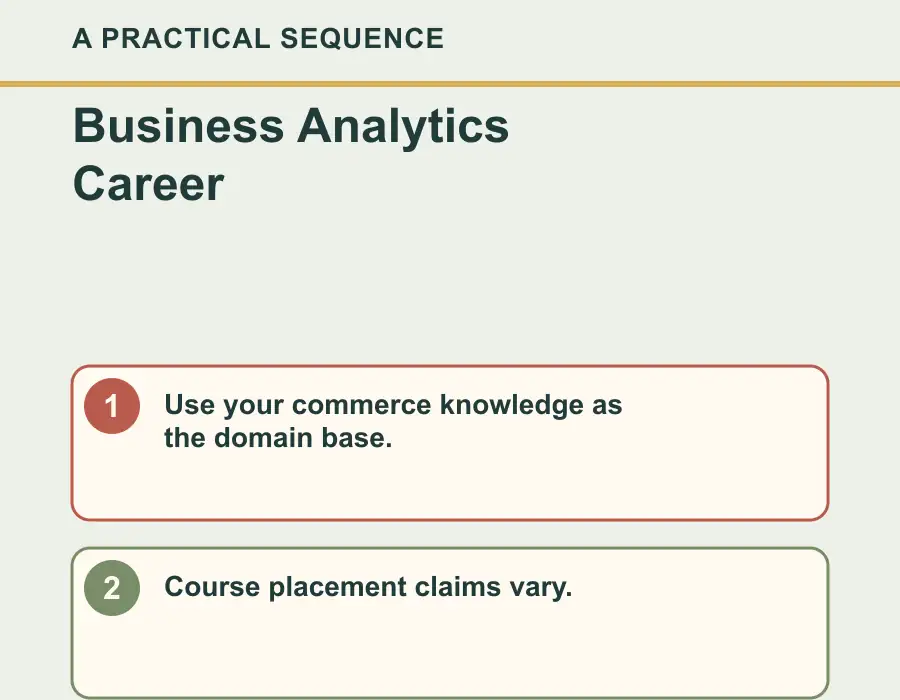 A PRACTICAL SEQUENCE
Business Analytics
Career
1
Use your commerce knowledge as
the domain base.
2
Course placement claims vary.